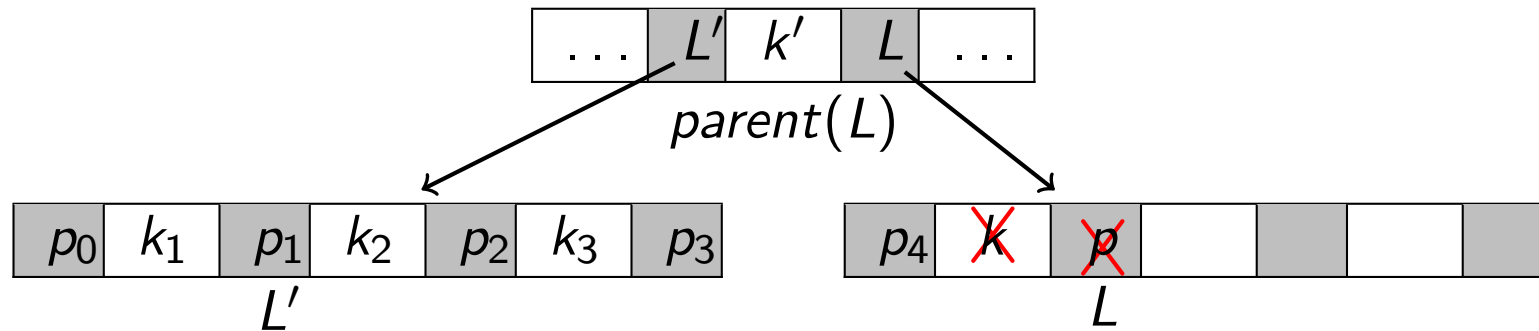 ... L′ k′ L ...
parent(L)
p₀ k₁ p₁ k₂ p₂ k₃ p₃
p₄ k p
L′
L